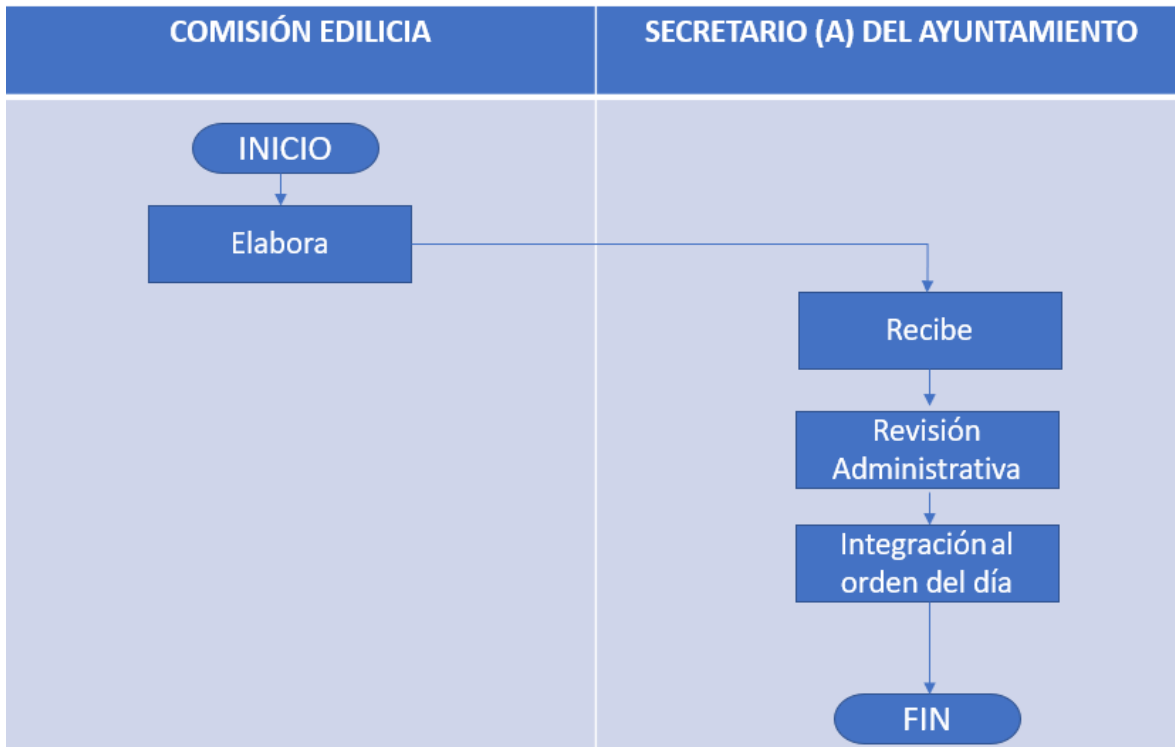 COMISIÓN EDILICIA
SECRETARIO (A) DEL AYUNTAMIENTO
INICIO
Elabora
Recibe
Revisión
Administrativa
Integración al
orden del día
FIN